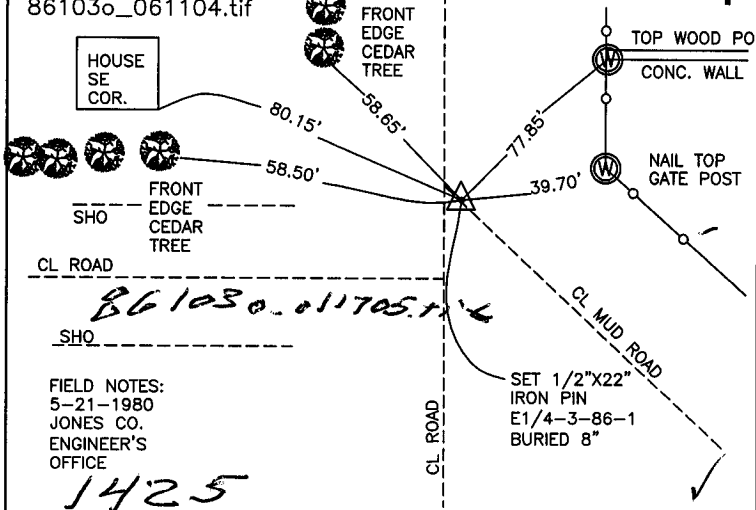 861030_061104.tif
FRONT
EDGE
CEDAR
TREE
HOUSE
SE
COR.
TOP WOOD PO
CONC. WALL
58.65'
80.15'
77.85'
58.50'
39.70'
NAIL TOP
GATE POST
FRONT
EDGE
CEDAR
TREE
SHO
CL ROAD
861030_011705.tif
SHO
CL MUD ROAD
FIELD NOTES:
5-21-1980
JONES CO.
ENGINEER'S
OFFICE
1425
CL ROAD
SET 1/2"X22"
IRON PIN
E1/4-3-86-1
BURIED 8"
W
W